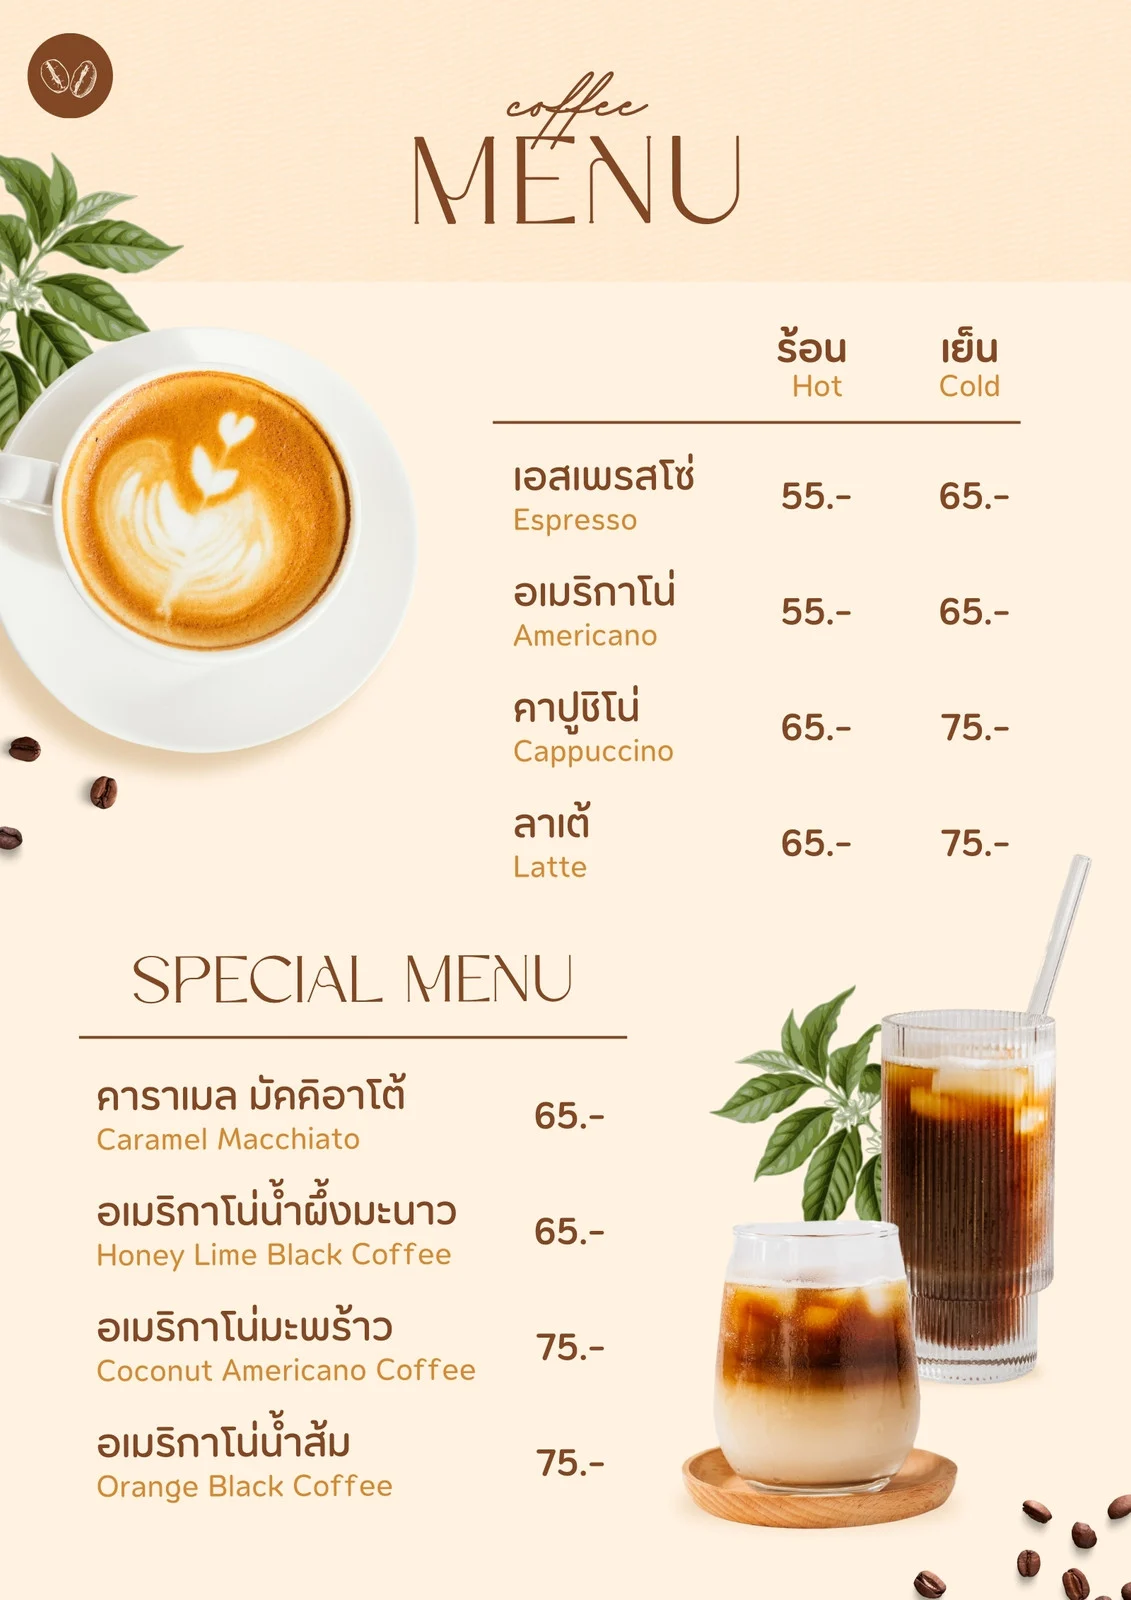 coffee
MENU
ร้อน เย็น
Hot Cold
เอสเพรสโซ่
Espresso
55.- 65.-
อเมริกาโน่
Americano
55.- 65.-
คาปูชิโน่
Cappuccino
65.- 75.-
ลาเต้
Latte
65.- 75.-
SPECIAL MENU
คาราเมล มัคคิอาโต้
Caramel Macchiato
65.-
อเมริกาโน่น้ำผึ้งมะนาว
Honey Lime Black Coffee
65.-
อเมริกาโน่มะพร้าว
Coconut Americano Coffee
75.-
อเมริกาโน่น้ำส้ม
Orange Black Coffee
75.-